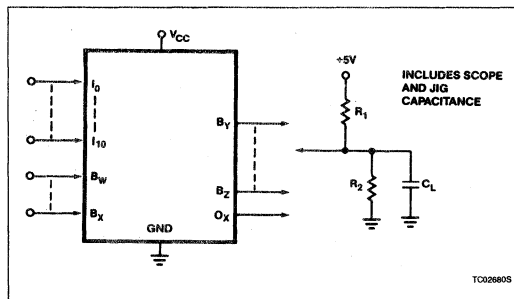 VCC
I0
I10
BW
BX
BY
BZ
OX
GND
÷5V
R1
R2
CL
INCLUDES SCOPE
AND JIG
CAPACITANCE
TC02680S